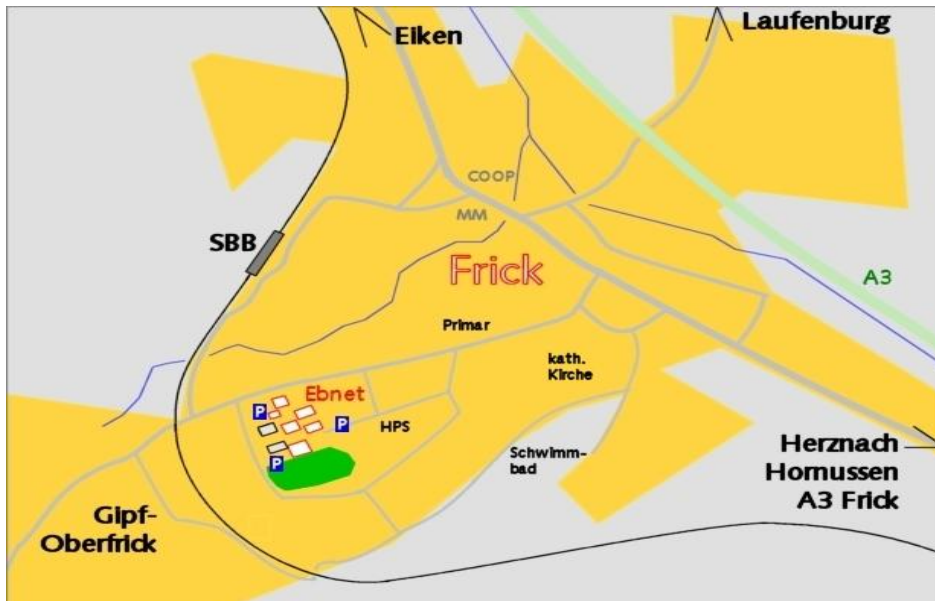 Eiken
Laufenburg
COOP
MM
SBB
Frick
A3
Primar
kath.
Kirche
Ebnet
P
P
HPS
P
Schwimm-
bad
Herznach
Hornussen
A3 Frick
Gipf-
Oberfrick